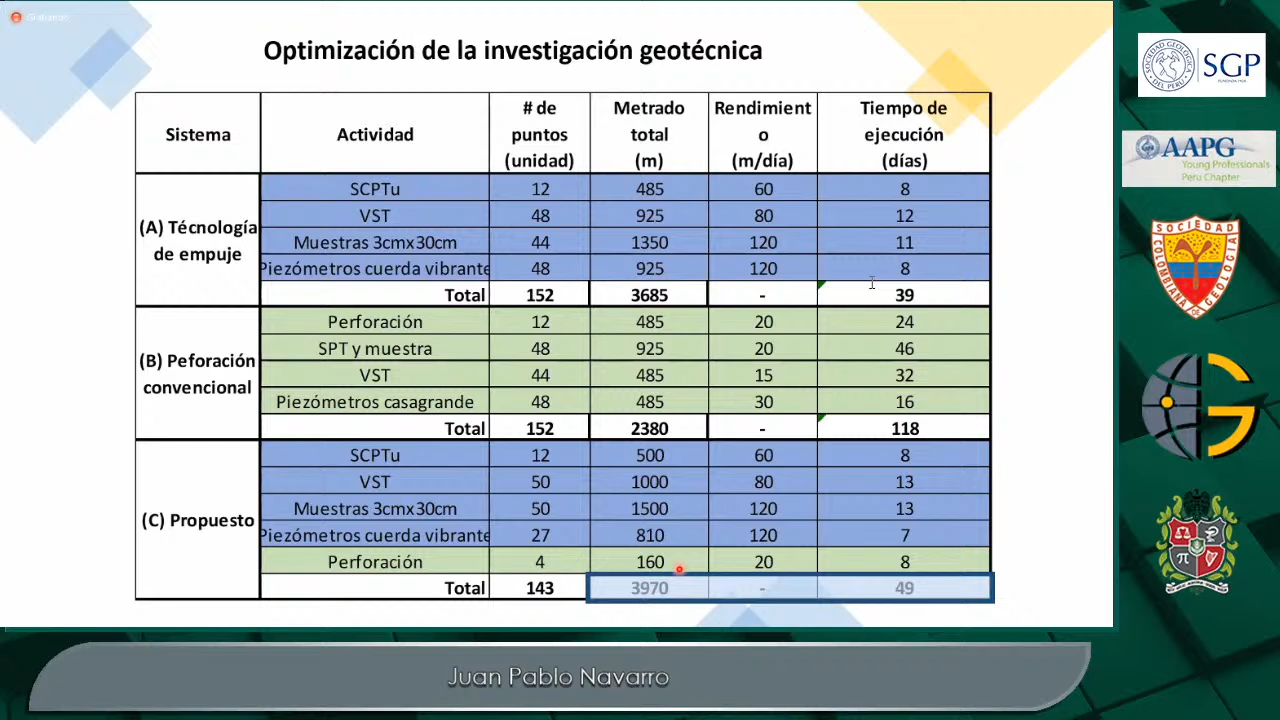 Grabando
Optimización de la investigación geotécnica
Sistema Actividad # de puntos (unidad) Metrado total (m) Rendimiento (m/día) Tiempo de ejecución (días)
(A) Técnología de empuje
SCPTu 12 485 60 8
VST 48 925 80 12
Muestras 3cmx30cm 44 1350 120 11
Piezómetros cuerda vibrante 48 925 120 8
Total 152 3685 - 39
(B) Peforación convencional
Perforación 12 485 20 24
SPT y muestra 48 925 20 46
VST 44 485 15 32
Piezómetros casagrande 48 485 30 16
Total 152 2380 - 118
(C) Propuesto
SCPTu 12 500 60 8
VST 50 1000 80 13
Muestras 3cmx30cm 50 1500 120 13
Piezómetros cuerda vibrante 27 810 120 7
Perforación 4 160 20 8
Total 143 3970 - 49
Juan Pablo Navarro
SOCIEDAD GEOLÓGICA DEL PERÚ
SGP
AAPG
Young Professionals
Peru Chapter
SOCIEDAD
COLOMBIANA DE GEOLOGIA